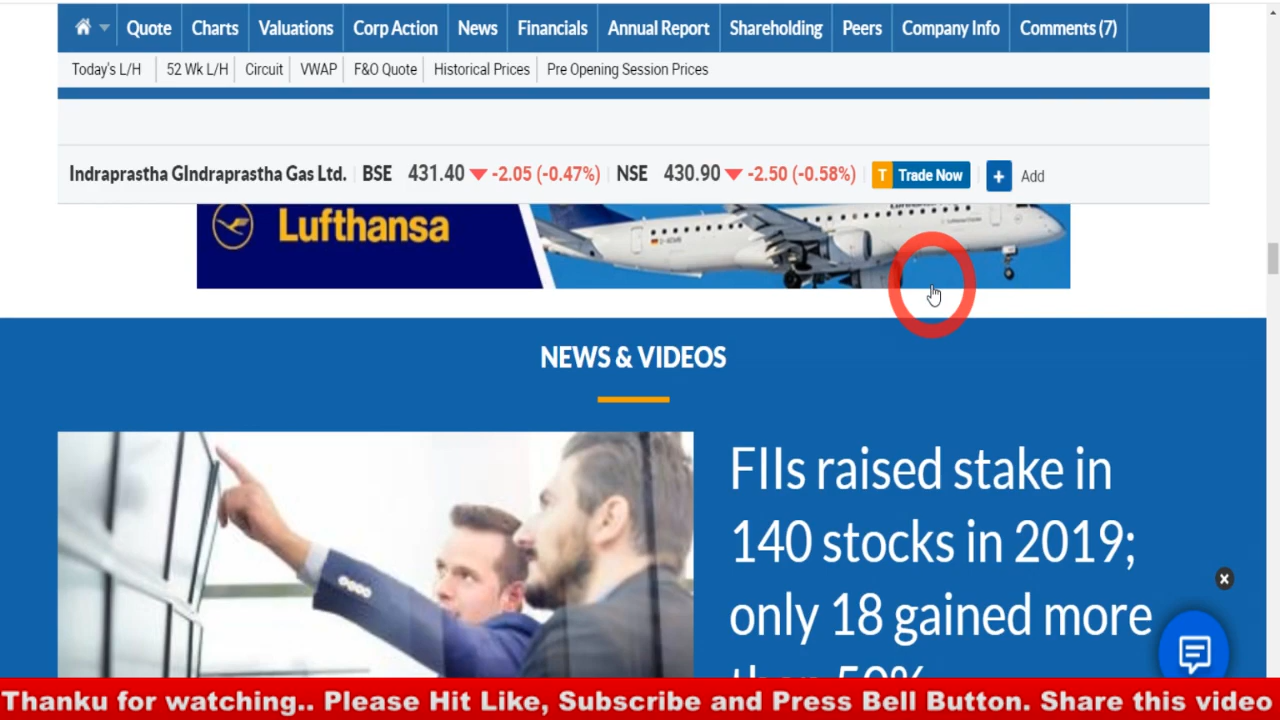 Quote Charts Valuations Corp Action News Financials Annual Report Shareholding Peers Company Info Comments (7)
Today's L/H 52 Wk L/H Circuit VWAP F&O Quote Historical Prices Pre Opening Session Prices
Indraprastha GIndraprastha Gas Ltd. BSE 431.40 -2.05 (-0.47%) NSE 430.90 -2.50 (-0.58%) T Trade Now + Add
Lufthansa
NEWS & VIDEOS
FIIs raised stake in
140 stocks in 2019;
only 18 gained more
than 50%
Thanku for watching.. Please Hit Like, Subscribe and Press Bell Button. Share this video